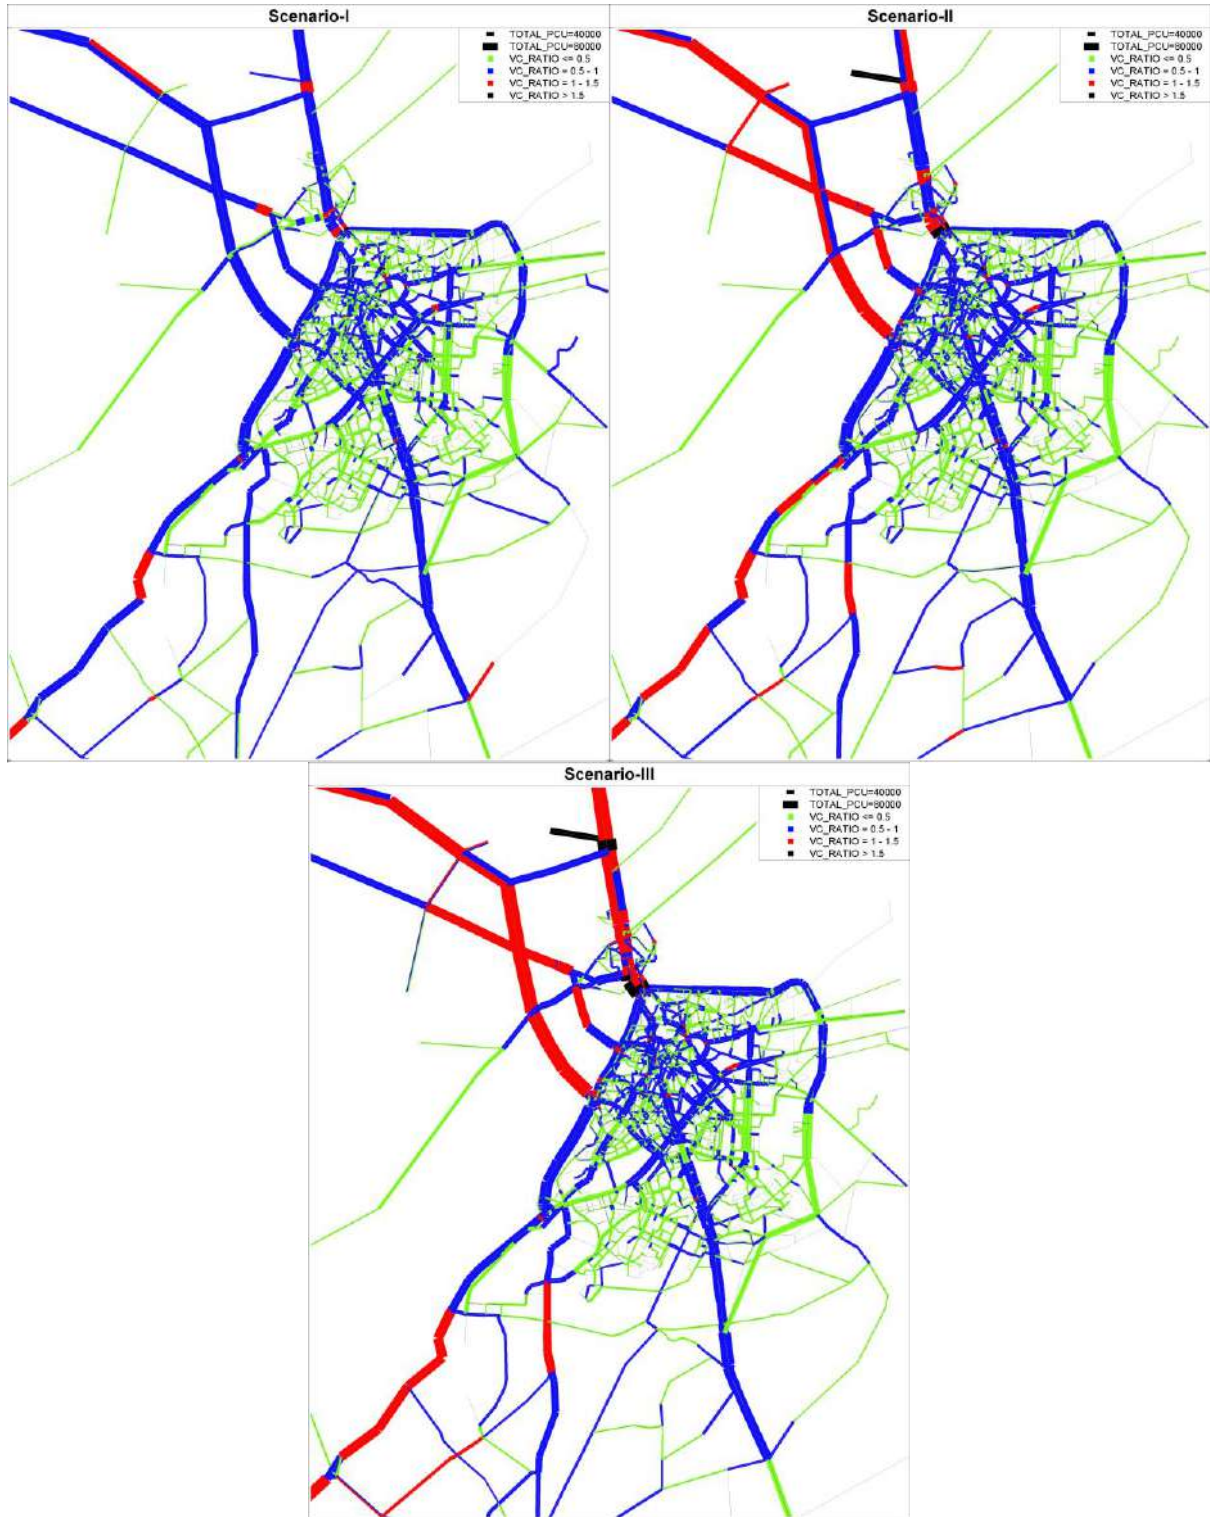 Scenario-I
TOTAL_PCU=40000
TOTAL_PCU=80000
VC_RATIO <= 0.5
VC_RATIO = 0.5 - 1
VC_RATIO = 1 - 1.5
VC_RATIO > 1.5
Scenario-II
TOTAL_PCU=40000
TOTAL_PCU=80000
VC_RATIO <= 0.5
VC_RATIO = 0.5 - 1
VC_RATIO = 1 - 1.5
VC_RATIO > 1.5
Scenario-III
TOTAL_PCU=40000
TOTAL_PCU=80000
VC_RATIO <= 0.5
VC_RATIO = 0.5 - 1
VC_RATIO = 1 - 1.5
VC_RATIO > 1.5